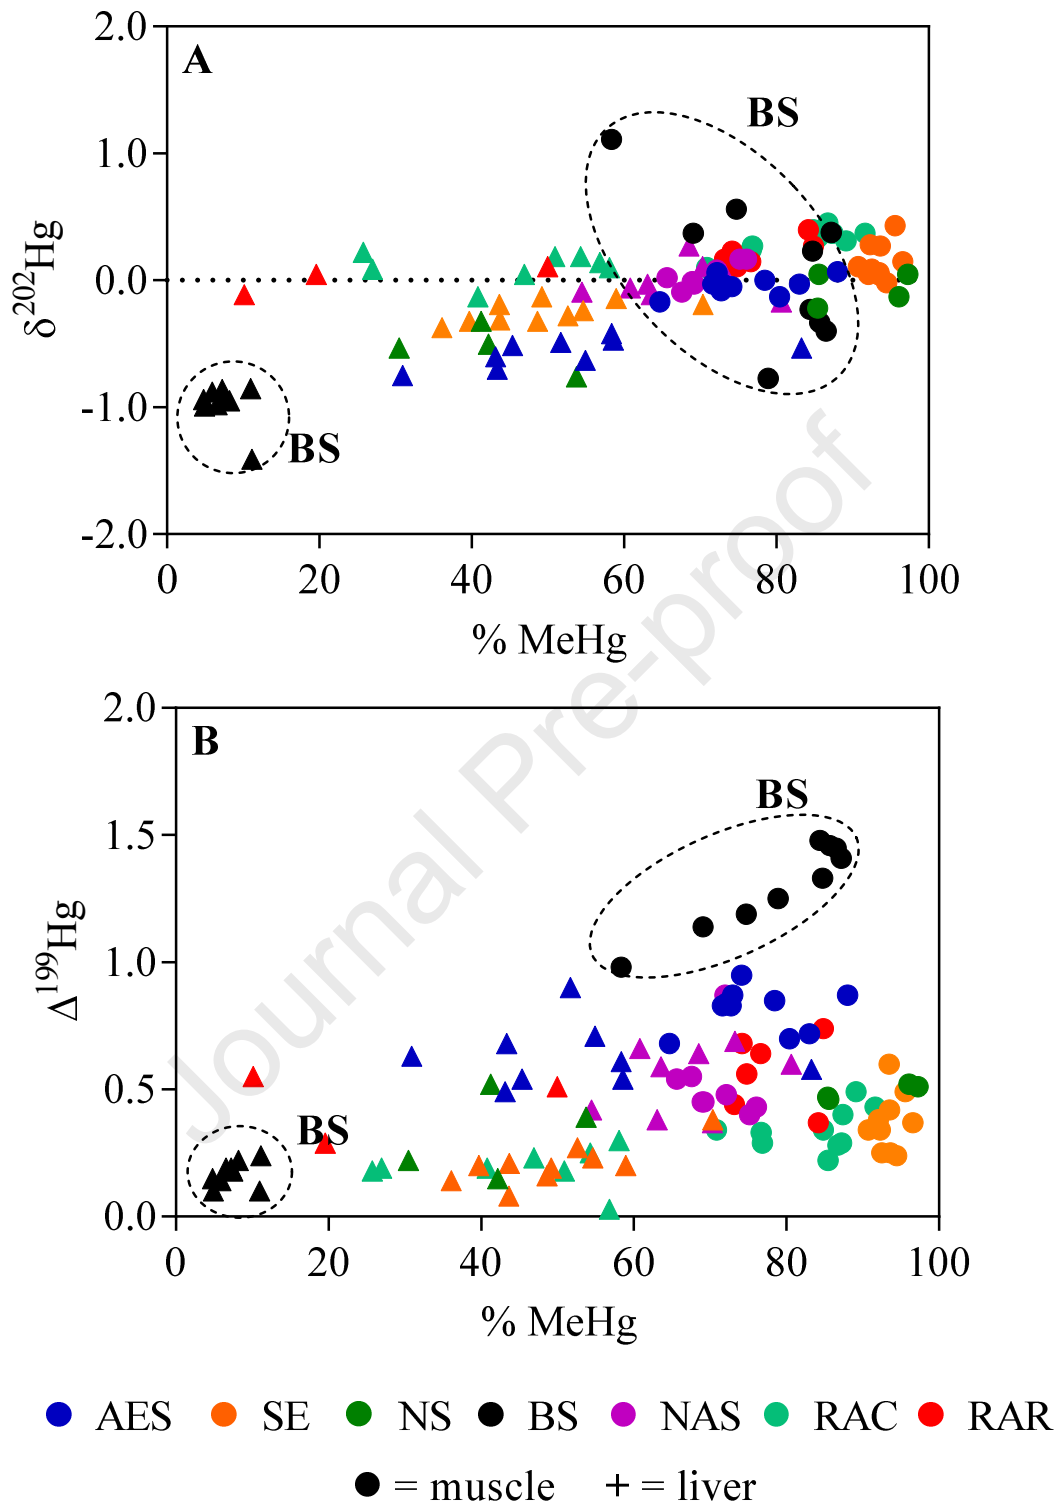 2.0
A
BS
1.0
δ²⁰²Hg
0.0
-1.0
BS
-2.0
0 20 40 60 80 100
% MeHg
Journal Pre-proof
2.0
B
BS
1.5
Δ¹⁹⁹Hg
1.0
0.5
BS
0.0
0 20 40 60 80 100
% MeHg
AES SE NS BS NAS RAC RAR
= muscle + = liver